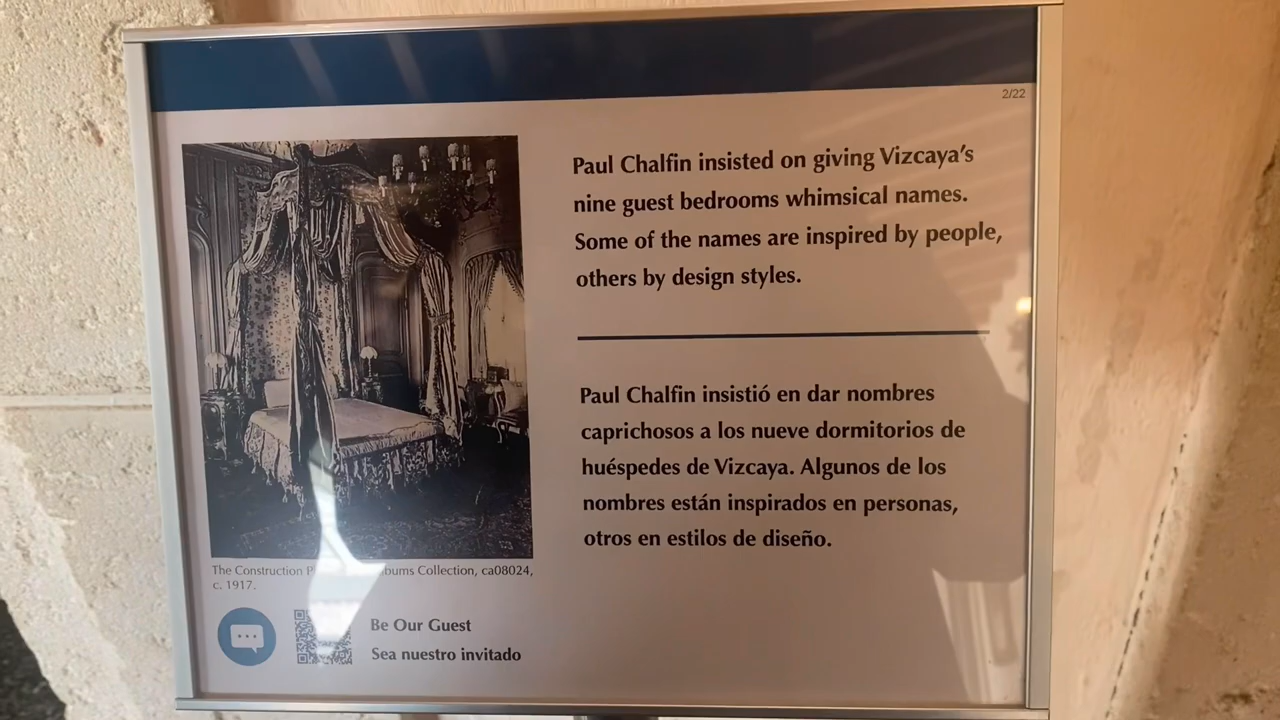 2/22
Paul Chalfin insisted on giving Vizcaya's
nine guest bedrooms whimsical names.
Some of the names are inspired by people,
others by design styles.
Paul Chalfin insistió en dar nombres
caprichosos a los nueve dormitorios de
huéspedes de Vizcaya. Algunos de los
nombres están inspirados en personas,
otros en estilos de diseño.
The Construction Collection, ca08024,
c. 1917.
Be Our Guest
Sea nuestro invitado